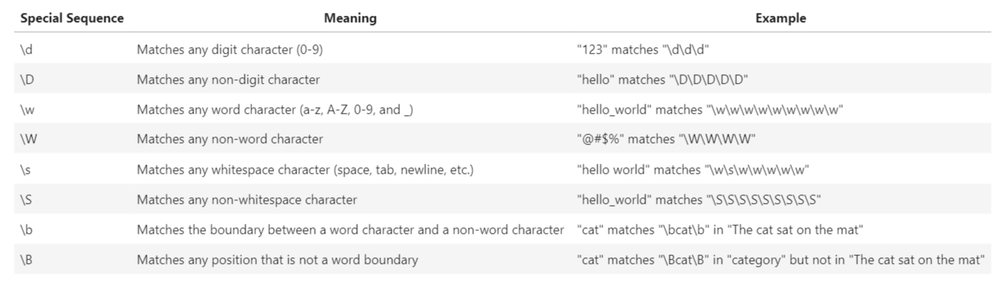 Special Sequence Meaning Example
\d Matches any digit character (0-9) "123" matches "\d\d\d"
\D Matches any non-digit character "hello" matches "\D\D\D\D\D"
\w Matches any word character (a-z, A-Z, 0-9, and _) "hello_world" matches "\w\w\w\w\w\w\w\w\w"
\W Matches any non-word character "@#$%" matches "\W\W\W\W"
\s Matches any whitespace character (space, tab, newline, etc.) "hello world" matches "\w\s\w\w\w\w\w"
\S Matches any non-whitespace character "hello_world" matches "\S\S\S\S\S\S\S\S\S"
\b Matches the boundary between a word character and a non-word character "cat" matches "\bcat\b" in "The cat sat on the mat"
\B Matches any position that is not a word boundary "cat" matches "\Bcat\B" in "category" but not in "The cat sat on the mat"